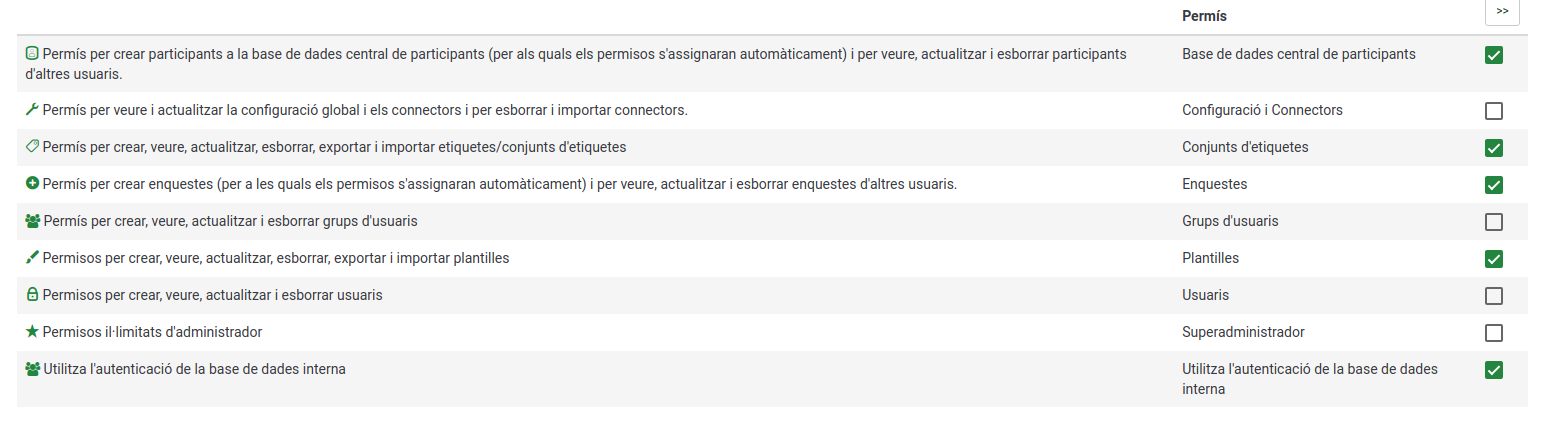 Permís
>>
Permís per crear participants a la base de dades central de participants (per als quals els permisos s'assignaran automàticament) i per veure, actualitzar i esborrar participants
d'altres usuaris.
Base de dades central de participants
Permís per veure i actualitzar la configuració global i els connectors i per esborrar i importar connectors.
Configuració i Connectors
Permís per crear, veure, actualitzar, esborrar, exportar i importar etiquetes/conjunts d'etiquetes
Conjunts d'etiquetes
Permís per crear enquestes (per a les quals els permisos s'assignaran automàticament) i per veure, actualitzar i esborrar enquestes d'altres usuaris.
Enquestes
Permís per crear, veure, actualitzar i esborrar grups d'usuaris
Grups d'usuaris
Permisos per crear, veure, actualitzar, esborrar, exportar i importar plantilles
Plantilles
Permisos per crear, veure, actualitzar i esborrar usuaris
Usuaris
Permisos il·limitats d'administrador
Superadministrador
Utilitza l'autenticació de la base de dades interna
Utilitza l'autenticació de la base de dades
interna